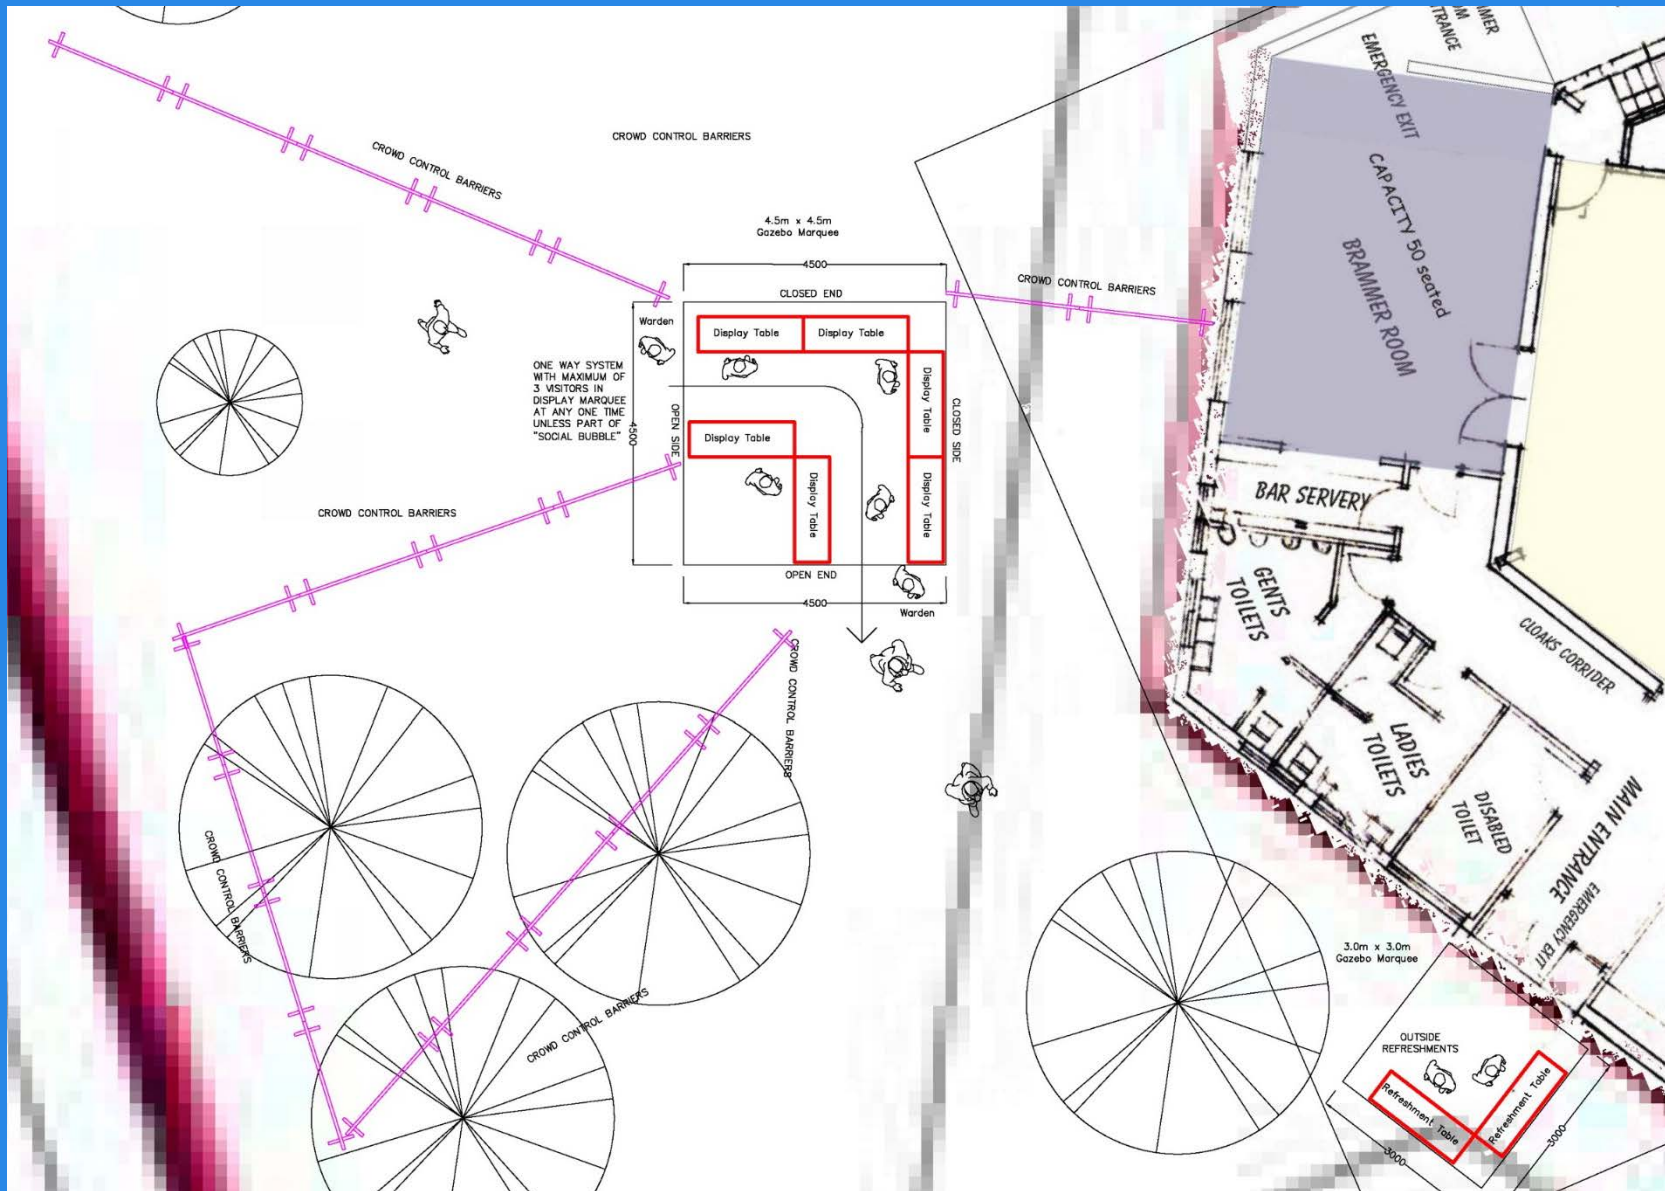 MMER
OM
TRANCE
EMERGENCY EXIT
CROWD CONTROL BARRIERS
CROWD CONTROL BARRIERS
CAPACITY 50 seated
BRAMMER ROOM
4.5m x 4.5m
Gazebo Marquee
4500
CROWD CONTROL BARRIERS
CLOSED END
Warden
Display Table
Display Table
ONE WAY SYSTEM
WITH MAXIMUM OF
3 VISITORS IN
DISPLAY MARQUEE
AT ANY ONE TIME
UNLESS PART OF
"SOCIAL BUBBLE"
4500
OPEN SIDE
Display Table
CLOSED SIDE
Display Table
Display Table
Display Table
BAR SERVERY
CROWD CONTROL BARRIERS
OPEN END
4500
Warden
GENTS
TOILETS
CLOAKS CORRIDER
CROWD CONTROL BARRIERS
LADIES
TOILETS
DISABLED
TOILET
MAIN ENTRANCE
EMERGENCY EXIT
CROWD CONTROL BARRIERS
3.0m x 3.0m
Gazebo Marquee
CROWD CONTROL BARRIERS
OUTSIDE
REFRESHMENTS
Refreshment Table
Refreshment Table
3000
3000